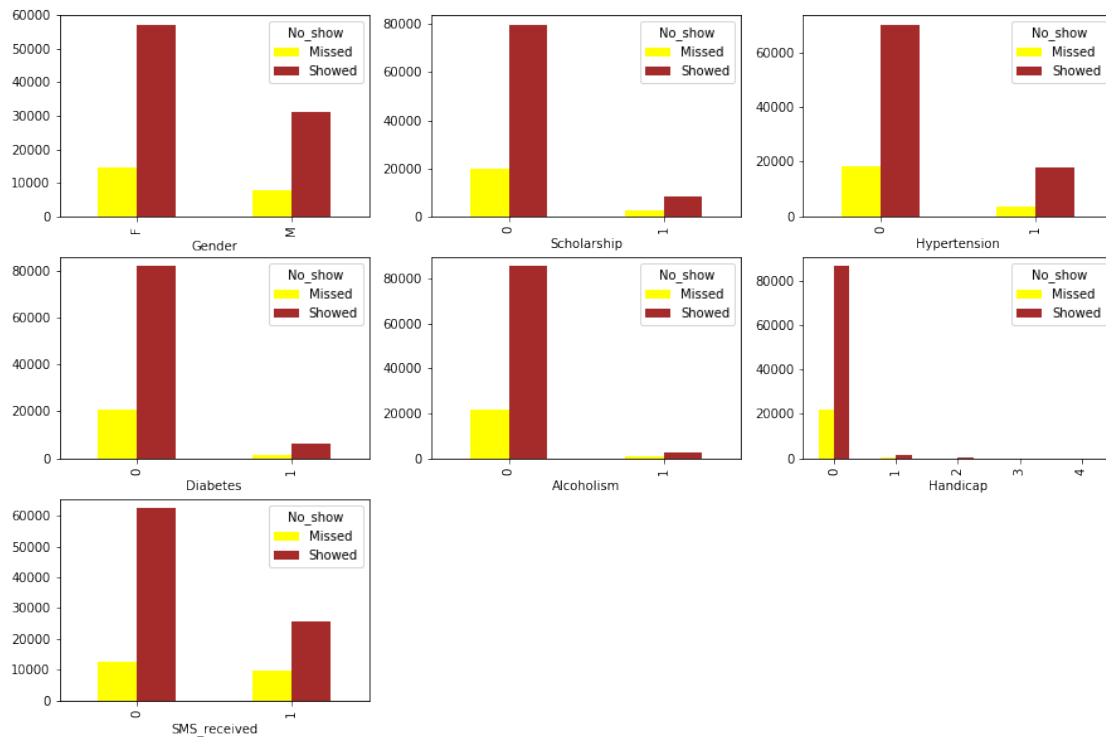 60000
50000
40000
30000
20000
10000
0
No_show
Missed
Showed
F
M
Gender
80000
60000
40000
20000
0
No_show
Missed
Showed
0
1
Scholarship
60000
40000
20000
0
No_show
Missed
Showed
0
1
Hypertension
80000
60000
40000
20000
0
No_show
Missed
Showed
0
1
Diabetes
80000
60000
40000
20000
0
No_show
Missed
Showed
0
1
Alcoholism
80000
60000
40000
20000
0
No_show
Missed
Showed
0
1
2
3
4
Handicap
60000
50000
40000
30000
20000
10000
0
No_show
Missed
Showed
0
1
SMS_received